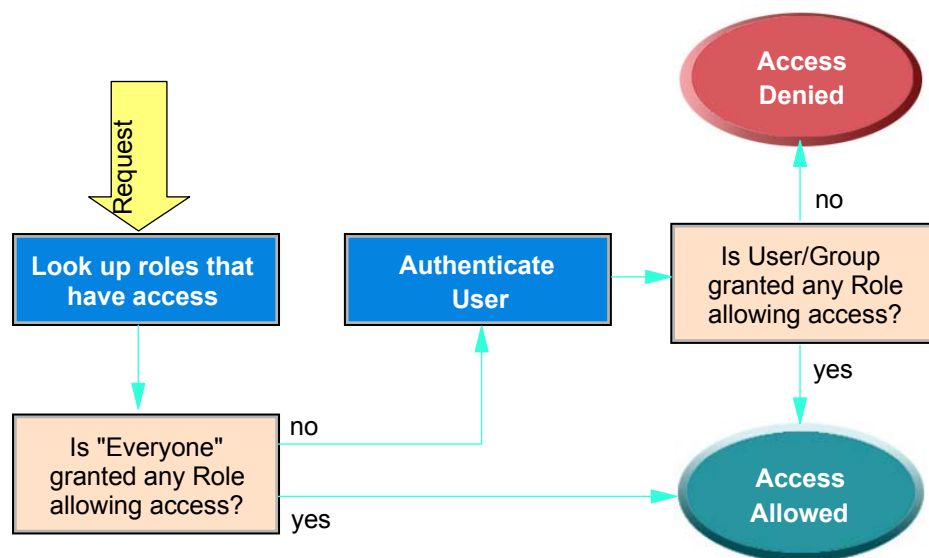 Request
Look up roles that
have access
Is "Everyone"
granted any Role
allowing access?
no
yes
Authenticate
User
Is User/Group
granted any Role
allowing access?
no
yes
Access
Denied
Access
Allowed